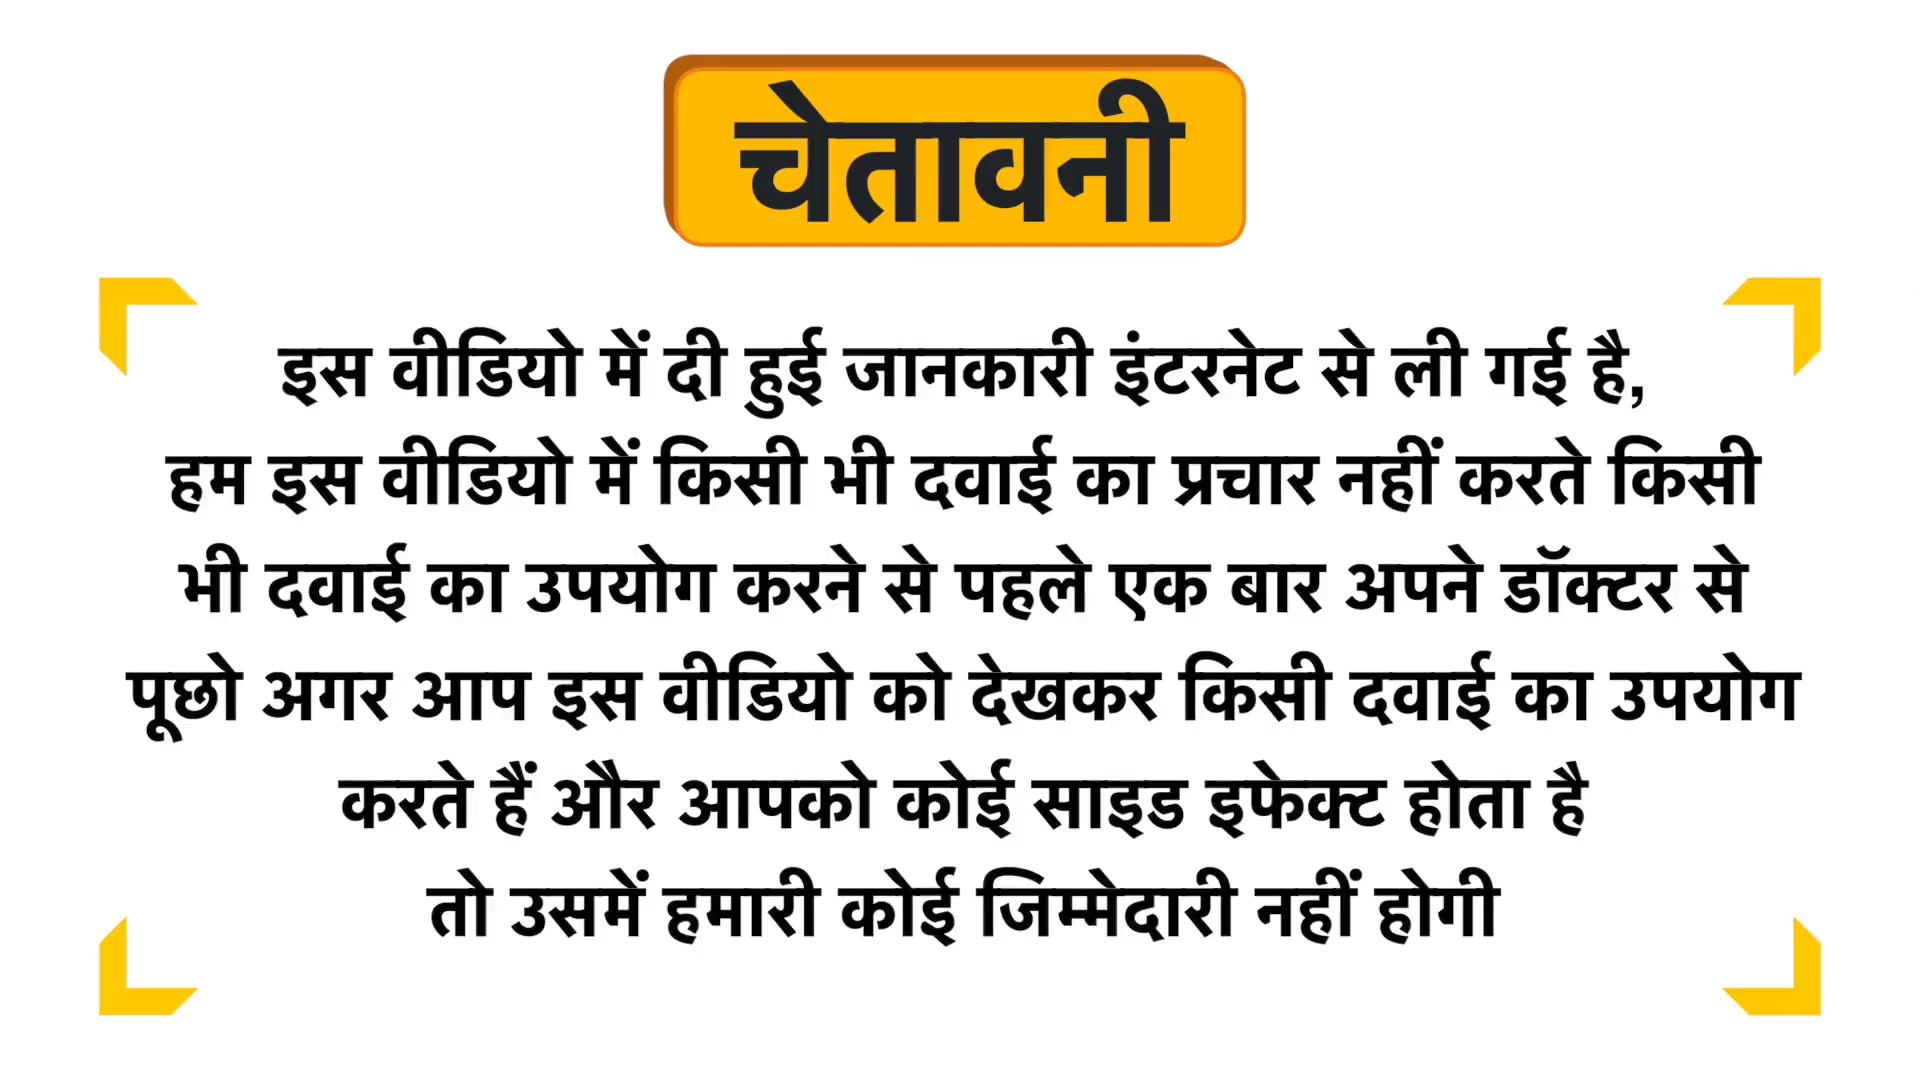 चेतावनी
इस वीडियो में दी हुई जानकारी इंटरनेट से ली गई है,
हम इस वीडियो में किसी भी दवाई का प्रचार नहीं करते किसी
भी दवाई का उपयोग करने से पहले एक बार अपने डॉक्टर से
पूछो अगर आप इस वीडियो को देखकर किसी दवाई का उपयोग
करते हैं और आपको कोई साइड इफेक्ट होता है
तो उसमें हमारी कोई जिम्मेदारी नहीं होगी